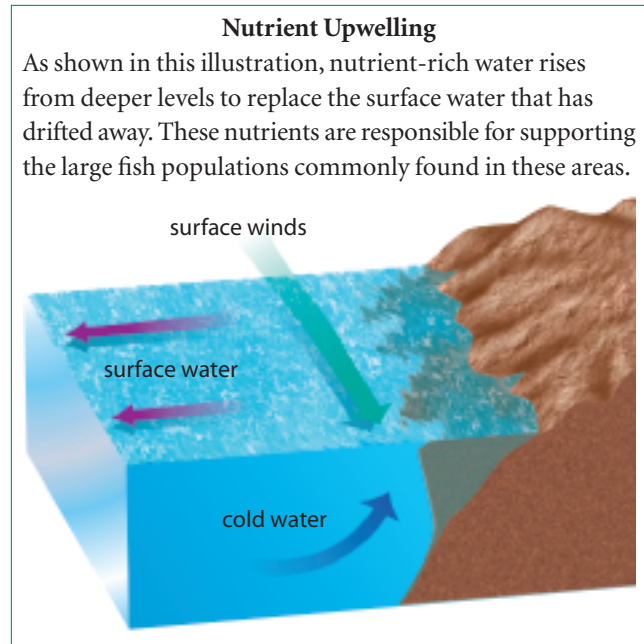 Nutrient Upwelling
As shown in this illustration, nutrient-rich water rises
from deeper levels to replace the surface water that has
drifted away. These nutrients are responsible for supporting
the large fish populations commonly found in these areas.
surface winds
surface water
cold water